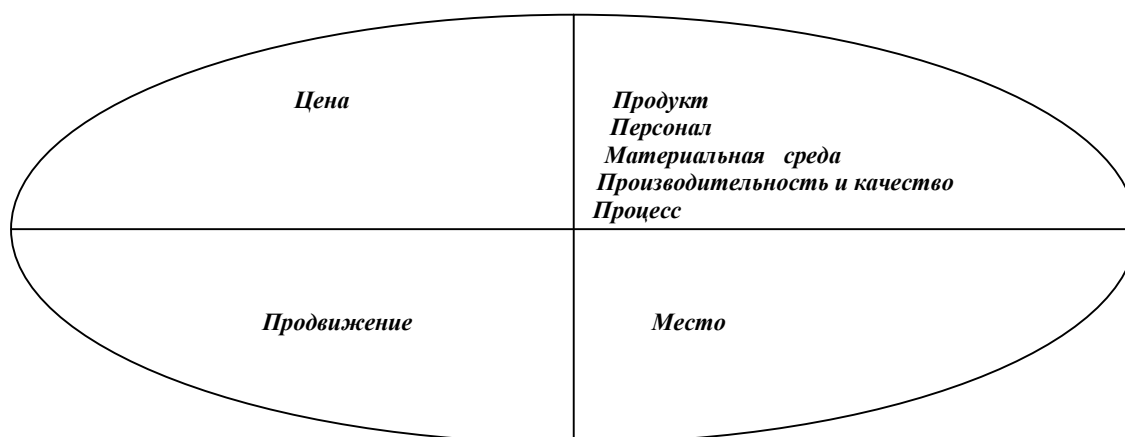 Цена
Продукт
Персонал
Материальная среда
Производительность и качество
Процесс
Продвижение
Место